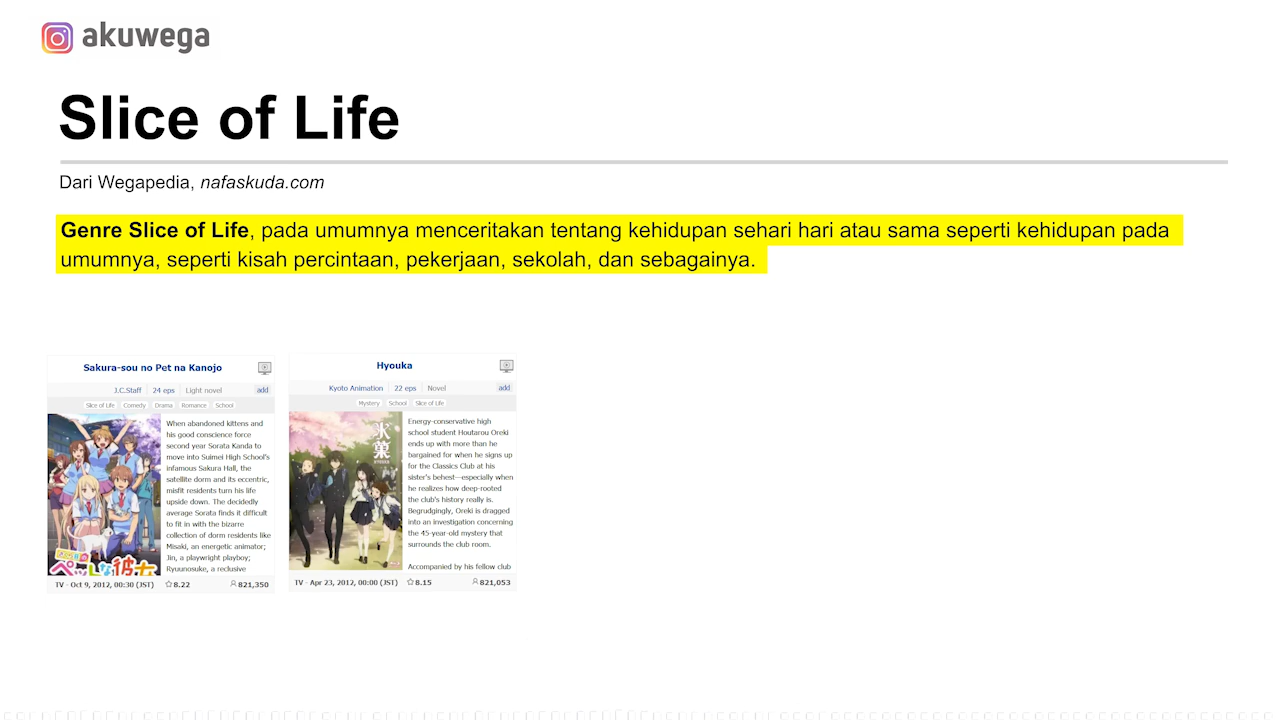 akuwega
Slice of Life
Dari Wegapedia, nafaskuda.com
Genre Slice of Life, pada umumnya menceritakan tentang kehidupan sehari hari atau sama seperti kehidupan pada
umumnya, seperti kisah percintaan, pekerjaan, sekolah, dan sebagainya.
Sakura-sou no Pet na Kanojo
J.C.Staff 24 eps Light novel add
Slice of Life Comedy Drama Romance School
When abandoned kittens and
his good conscience force
second year Sorata Kanda to
move into Suimei High School's
infamous Sakura Hall, the
satellite dorm and its eccentric,
misfit residents turn his life
upside down. The decidedly
average Sorata finds it difficult
to fit in with the bizarre
collection of dorm residents like
Misaki, an energetic animator;
Jin, a playwright playboy;
Ryuunosuke, a reclusive
TV - Oct 9, 2012, 00:30 (JST) 8.22 821,350
Hyouka
Kyoto Animation 22 eps Novel add
Mystery School Slice of Life
氷菓
Energy-conservative high
school student Houtarou Oreki
ends up with more than he
bargained for when he signs up
for the Classics Club at his
sister's behest—especially when
he realizes how deep-rooted
the club's history really is.
Begrudgingly, Oreki is dragged
into an investigation concerning
the 45-year-old mystery that
surrounds the club room.
Accompanied by his fellow club
TV - Apr 23, 2012, 00:00 (JST) 8.15 821,053